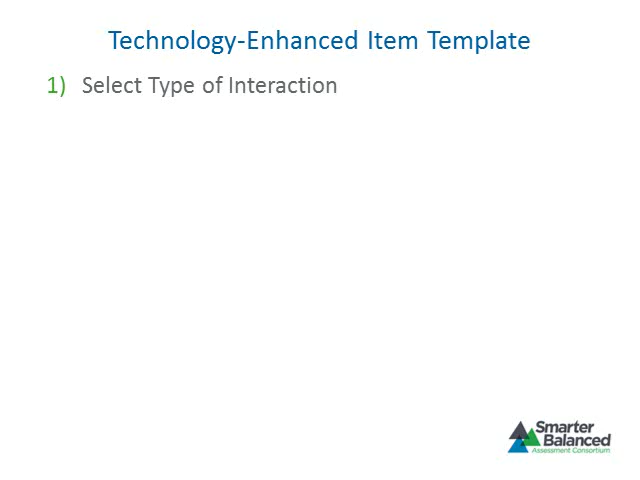 Technology-Enhanced Item Template
1) Select Type of Interaction
Smarter
Balanced
Assessment Consortium